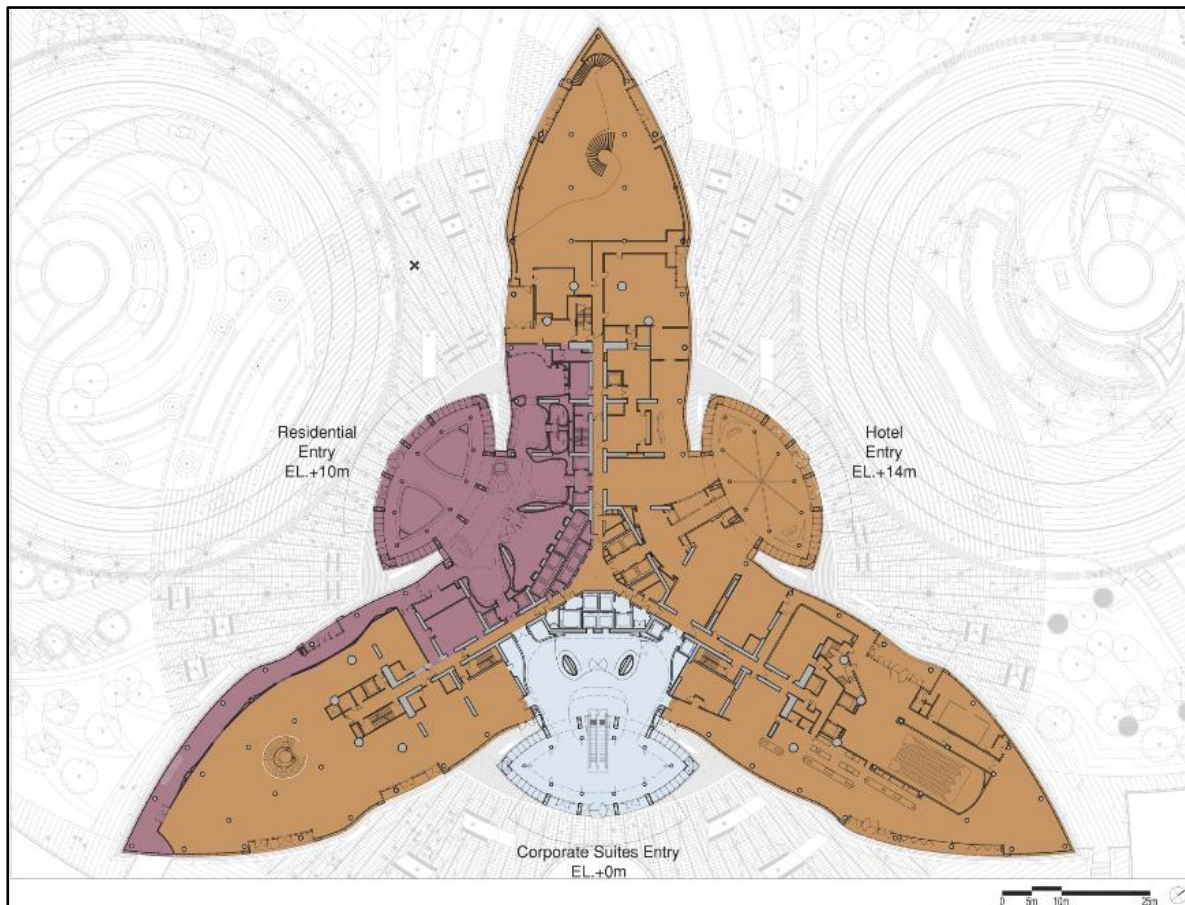 Residential
Entry
EL.+10m
Hotel
Entry
EL.+14m
Corporate Suites Entry
EL.+0m
0 5m 10m 25m